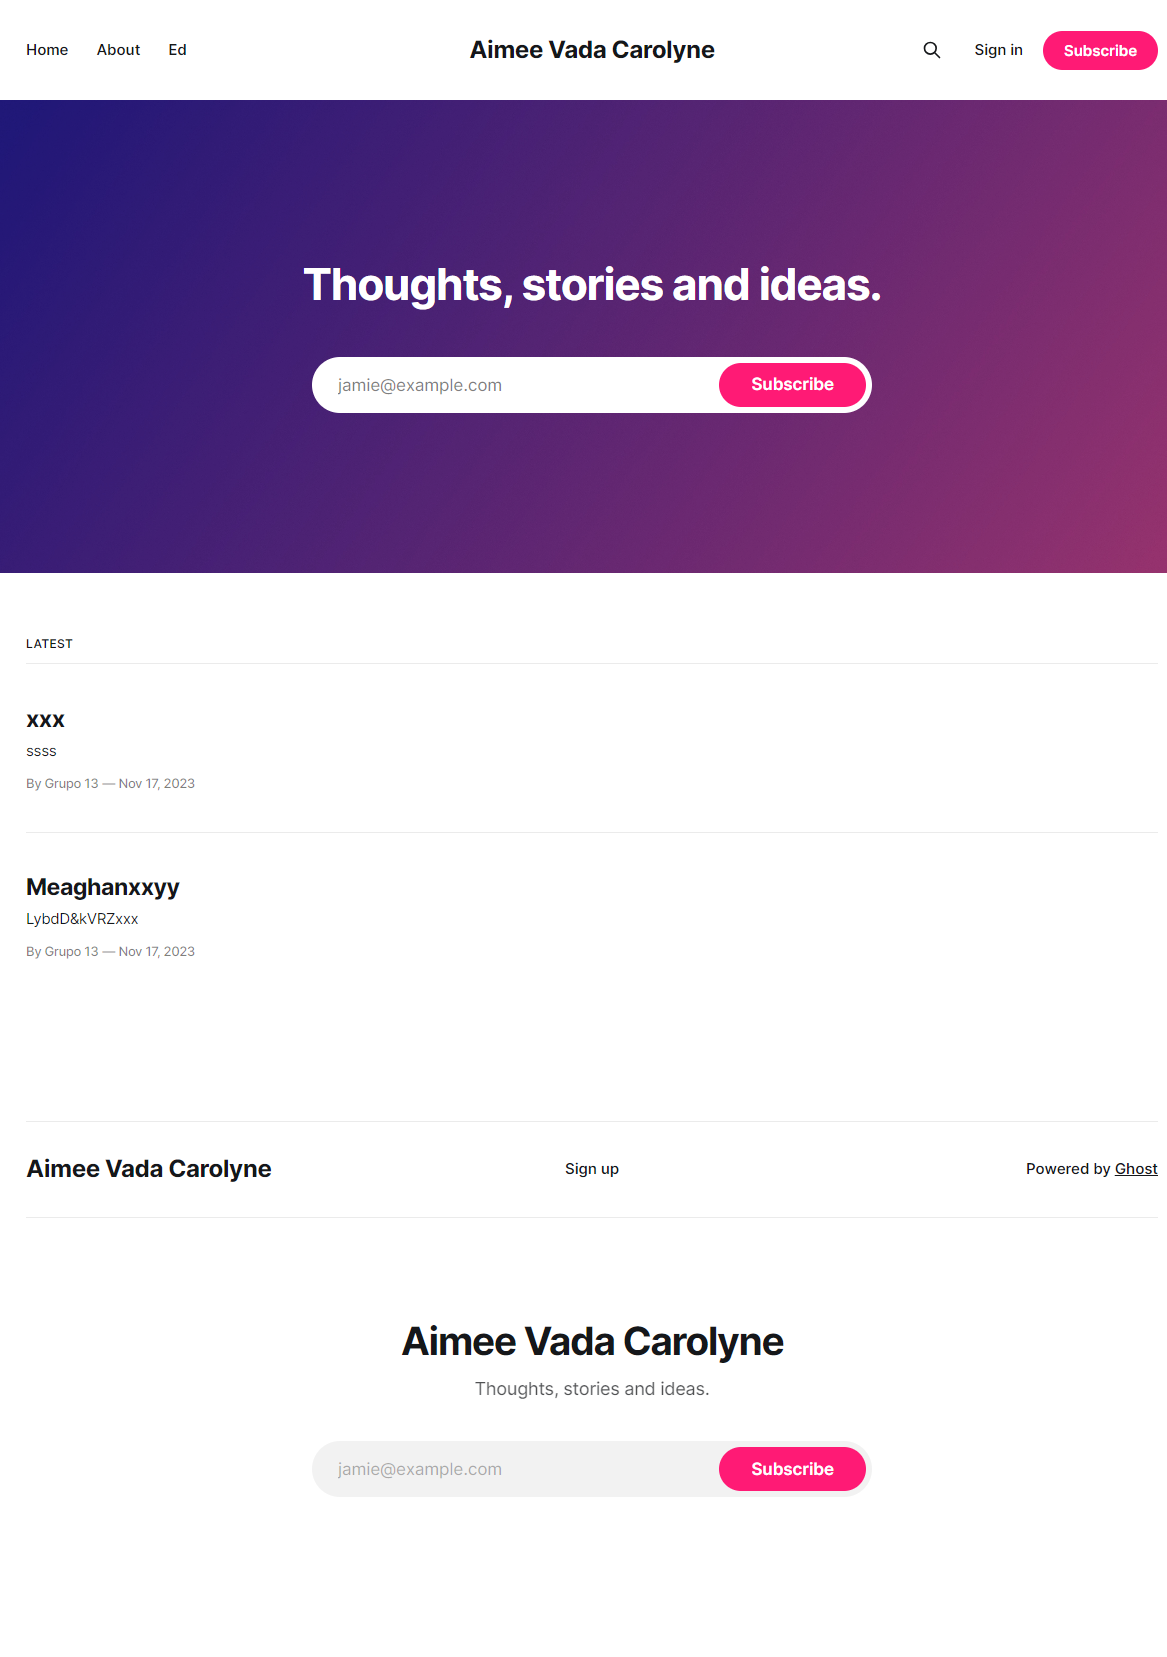 Home About Ed Aimee Vada Carolyne Sign in Subscribe
Thoughts, stories and ideas.
jamie@example.com Subscribe
LATEST
xxx
ssss
By Grupo 13 — Nov 17, 2023
Meaghanxxyy
LybdD&kVRZxxx
By Grupo 13 — Nov 17, 2023
Aimee Vada Carolyne Sign up Powered by Ghost
Aimee Vada Carolyne
Thoughts, stories and ideas.
jamie@example.com Subscribe